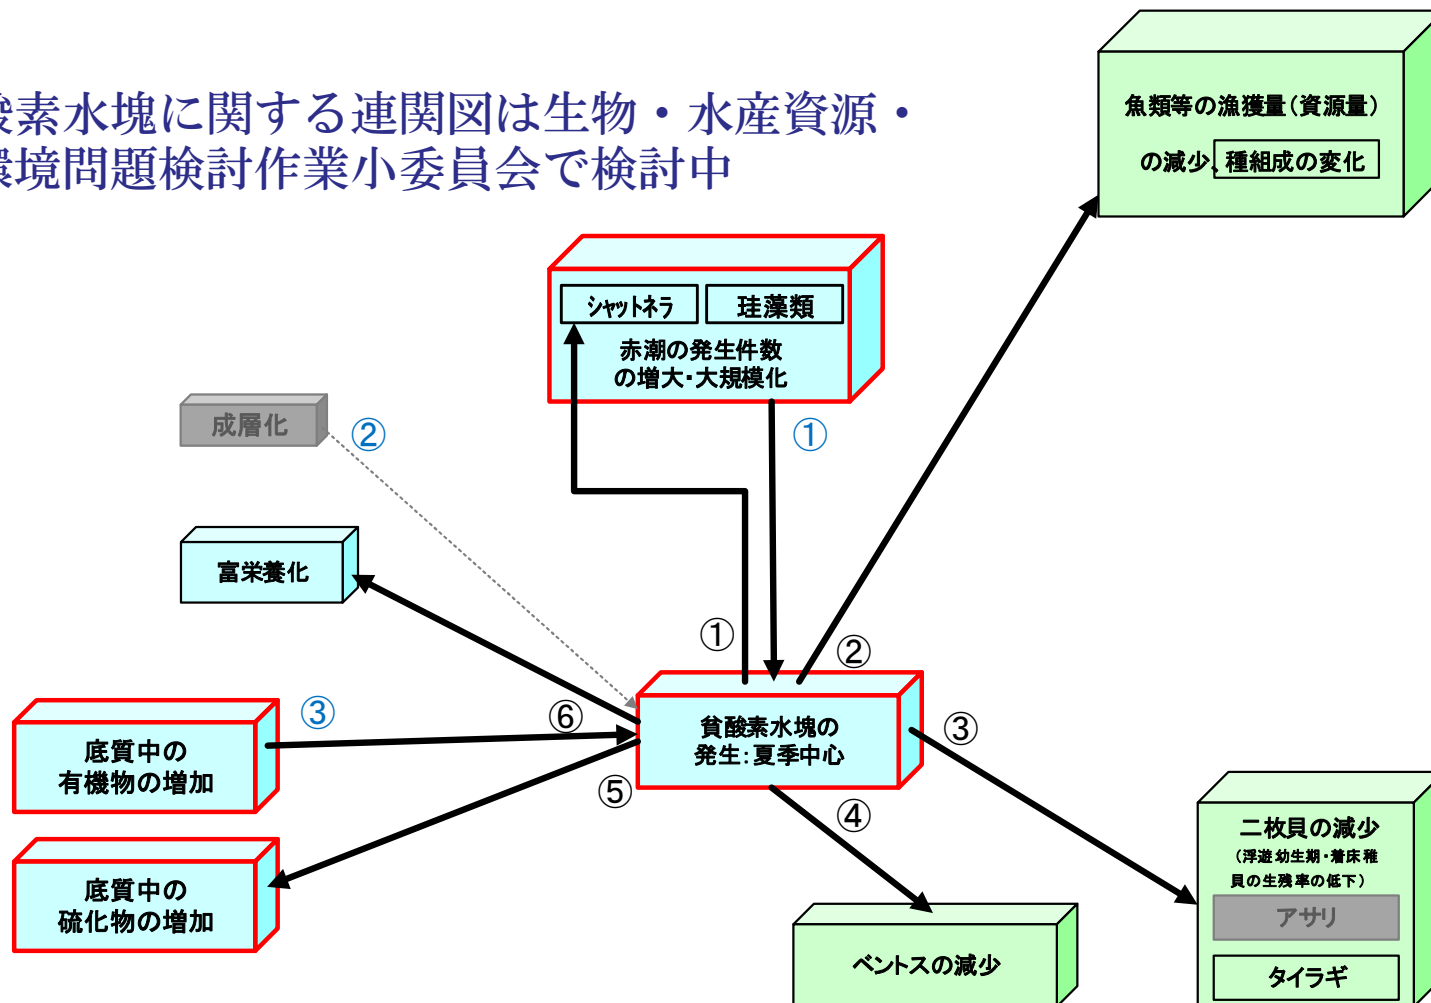 酸素水塊に関する連関図は生物・水産資源・
環境問題検討作業小委員会で検討中
魚類等の漁獲量(資源量)
の減少、種組成の変化
シャットネラ
珪藻類
赤潮の発生件数
の増大・大規模化
成層化
②
①
富栄養化
①
②
③
⑥
貧酸素水塊の
発生:夏季中心
③
底質中の
有機物の増加
⑤
④
二枚貝の減少
(浮遊幼生期・着床稚
貝の生残率の低下)
底質中の
硫化物の増加
アサリ
ベントスの減少
タイラギ